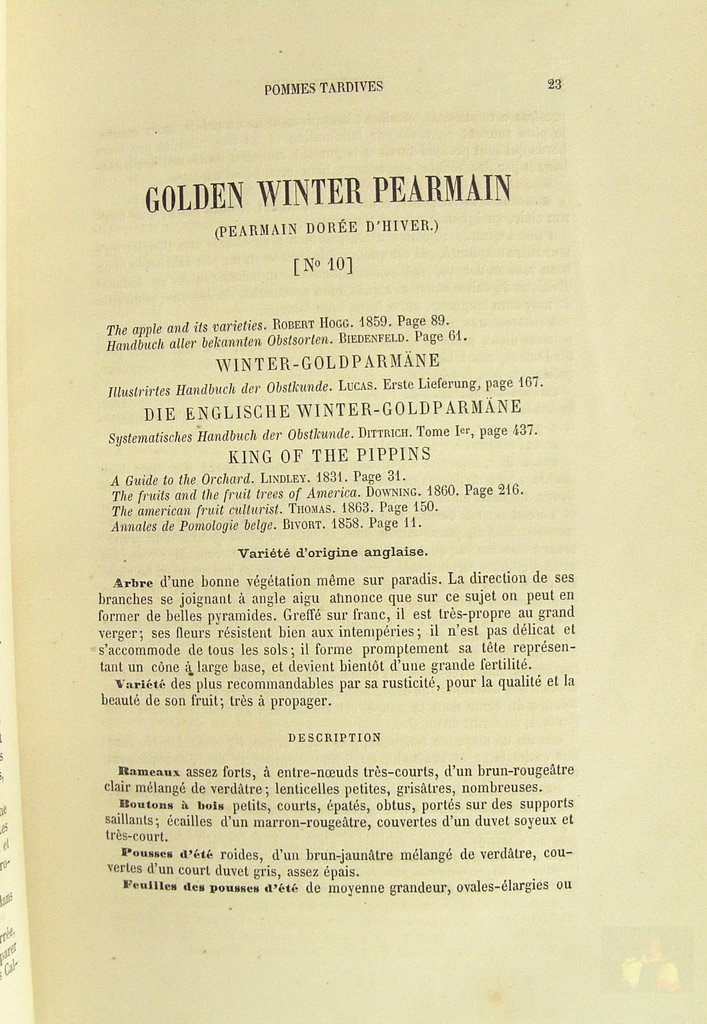 POMMES TARDIVES 23
GOLDEN WINTER PEARMAIN
(PEARMAIN DORÉE D'HIVER.)
[No 10]
The apple and its varieties. ROBERT HOGG. 1859. Page 89.
Handbuch aller bekannten Obstsorten. BIEDENFELD. Page 61.
WINTER-GOLDPARMÄNE
Illustrirtes Handbuch der Obstkunde. LUCAS. Erste Lieferung, page 167.
DIE ENGLISCHE WINTER-GOLDPARMÄNE
Systematisches Handbuch der Obstkunde. DITTRICH. Tome Ier, page 437.
KING OF THE PIPPINS
A Guide to the Orchard. LINDLEY. 1831. Page 31.
The fruits and the fruit trees of America. DOWNING. 1860. Page 216.
The american fruit culturist. THOMAS. 1863. Page 150.
Annales de Pomologie belge. BIVORT. 1858. Page 11.
Variété d'origine anglaise.
Arbre d'une bonne végétation même sur paradis. La direction de ses
branches se joignant à angle aigu annonce que sur ce sujet on peut en
former de belles pyramides. Greffé sur franc, il est très-propre au grand
verger; ses fleurs résistent bien aux intempéries; il n'est pas délicat et
s'accommode de tous les sols; il forme promptement sa tête représen-
tant un cône à large base, et devient bientôt d'une grande fertilité.
Variété des plus recommandables par sa rusticité, pour la qualité et la
beauté de son fruit; très à propager.
DESCRIPTION
Rameaux assez forts, à entre-nœuds très-courts, d'un brun-rougeâtre
clair mélangé de verdâtre; lenticelles petites, grisâtres, nombreuses.
Boutons à bois petits, courts, épatés, obtus, portés sur des supports
saillants; écailles d'un marron-rougeâtre, couvertes d'un duvet soyeux et
très-court.
Pousses d'été roides, d'un brun-jaunâtre mélangé de verdâtre, cou-
vertes d'un court duvet gris, assez épais.
Feuilles des pousses d'été de moyenne grandeur, ovales-élargies ou